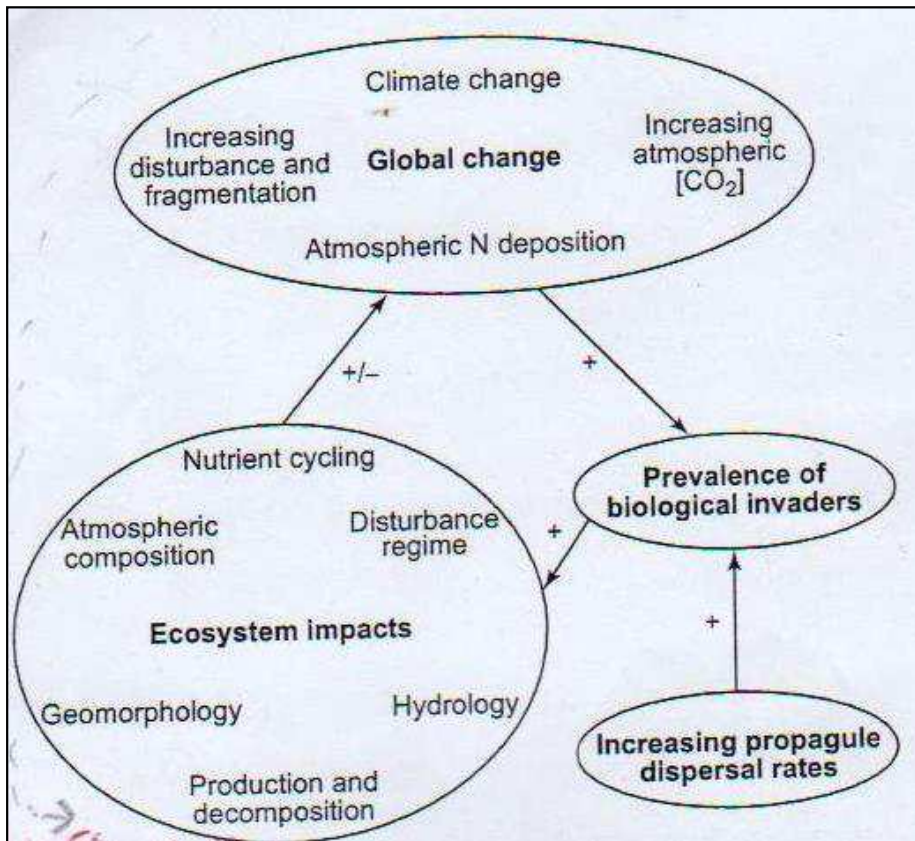 Climate change
Increasing
disturbance and
fragmentation
Global change
Increasing
atmospheric
[CO₂]
Atmospheric N deposition
+/–
+
Nutrient cycling
Atmospheric
composition
Disturbance
regime
Ecosystem impacts
Geomorphology
Hydrology
Production and
decomposition
+
Prevalence of
biological invaders
+
Increasing propagule
dispersal rates